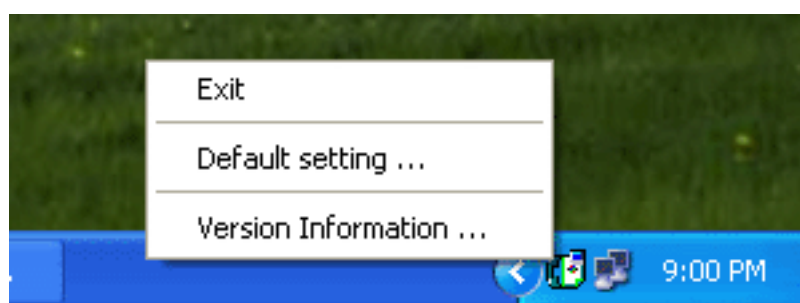 Exit
Default setting ...
Version Information ...
9:00 PM